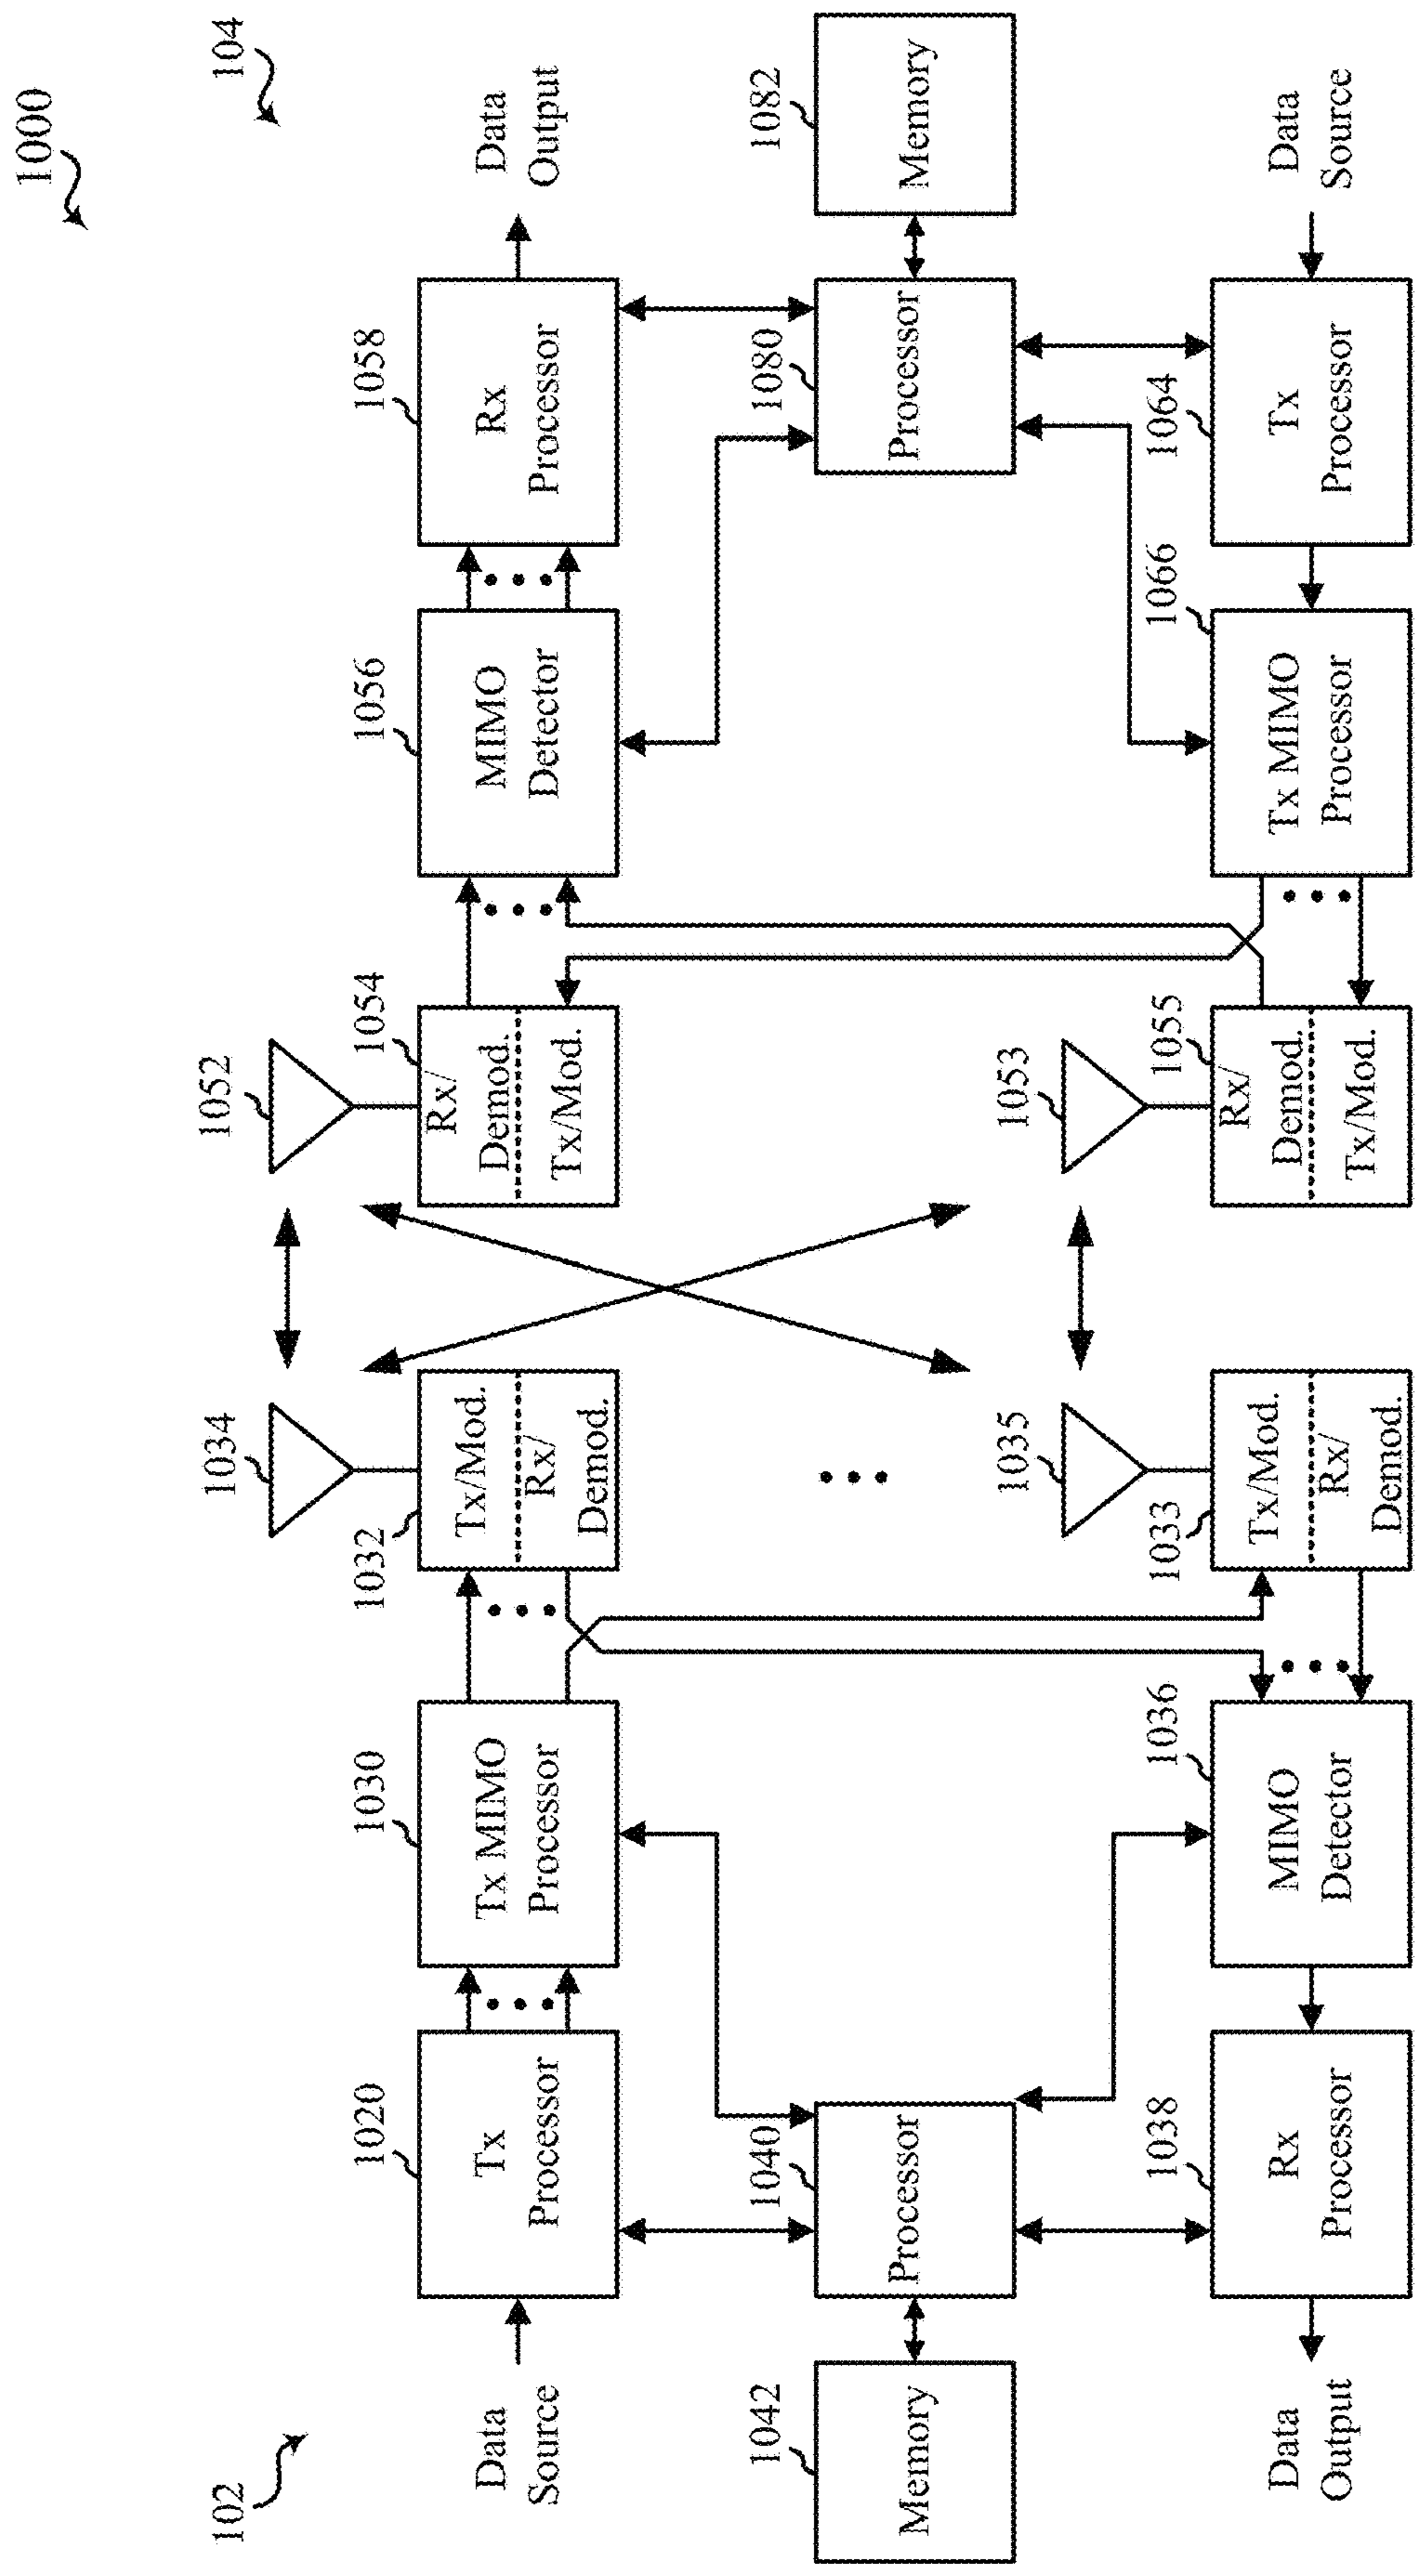 1000
102
104
1034
1052
1020
1030
1032
1054
1056
1058
Data
Source
Tx
Processor
Tx MIMO
Processor
Tx/Mod.
Rx/
Demod.
Rx/
Demod.
Tx/Mod.
MIMO
Detector
Rx
Processor
Data
Output
1042
Memory
1040
Processor
1080
Processor
1082
Memory
1035
1053
1038
1036
1033
1055
1066
1064
Data
Output
Rx
Processor
MIMO
Detector
Tx/Mod.
Rx/
Demod.
Rx/
Demod.
Tx/Mod.
Tx MIMO
Processor
Tx
Processor
Data
Source